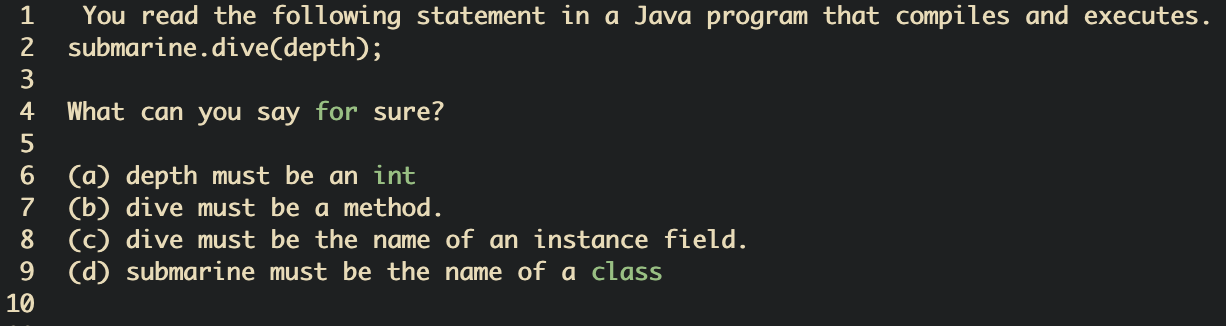 1 You read the following statement in a Java program that compiles and executes.
2 submarine.dive(depth);
3
4 What can you say for sure?
5
6 (a) depth must be an int
7 (b) dive must be a method.
8 (c) dive must be the name of an instance field.
9 (d) submarine must be the name of a class
10